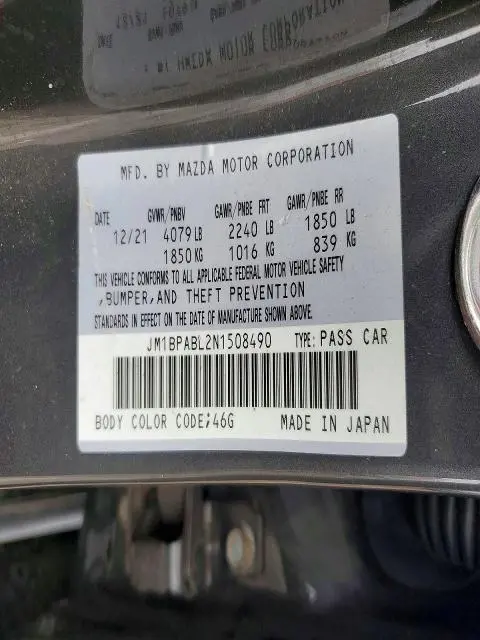 MFD. BY MAZDA MOTOR CORPORATION
DATE GVWR/PNBV GAWR/PNBE FRT GAWR/PNBE RR
12/21 4079 LB 2240 LB 1850 LB
1850 KG 1016 KG 839 KG
THIS VEHICLE CONFORMS TO ALL APPLICABLE FEDERAL MOTOR VEHICLE SAFETY
,BUMPER,AND THEFT PREVENTION
STANDARDS IN EFFECT ON THE DATE OF MANUFACTURE SHOWN ABOVE.
JM1BPABL2N1508490 TYPE: PASS CAR
BODY COLOR CODE;46G MADE IN JAPAN